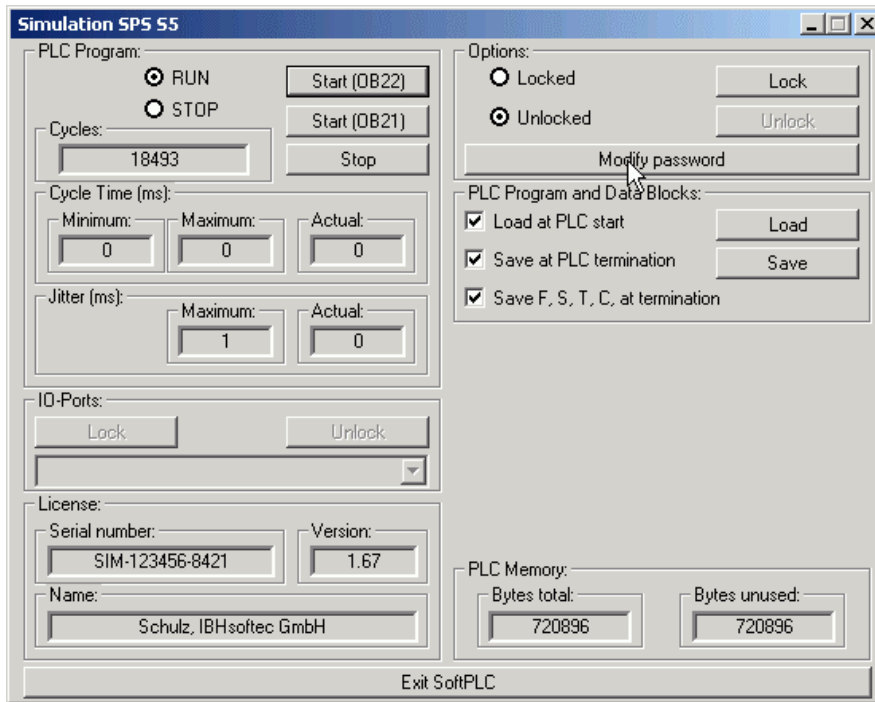 Simulation SPS S5
PLC Program:
RUN
STOP
Start (OB22)
Start (OB21)
Stop
Cycles:
18493
Cycle Time (ms):
Minimum:
0
Maximum:
0
Actual:
0
Jitter (ms):
Maximum:
1
Actual:
0
IO-Ports:
Lock
Unlock
License:
Serial number:
SIM-123456-8421
Version:
1.67
Name:
Schulz, IBHsoftec GmbH
Options:
Locked
Lock
Unlocked
Unlock
Modify password
PLC Program and Data Blocks:
Load at PLC start
Load
Save at PLC termination
Save
Save F, S, T, C, at termination
PLC Memory:
Bytes total:
720896
Bytes unused:
720896
Exit SoftPLC